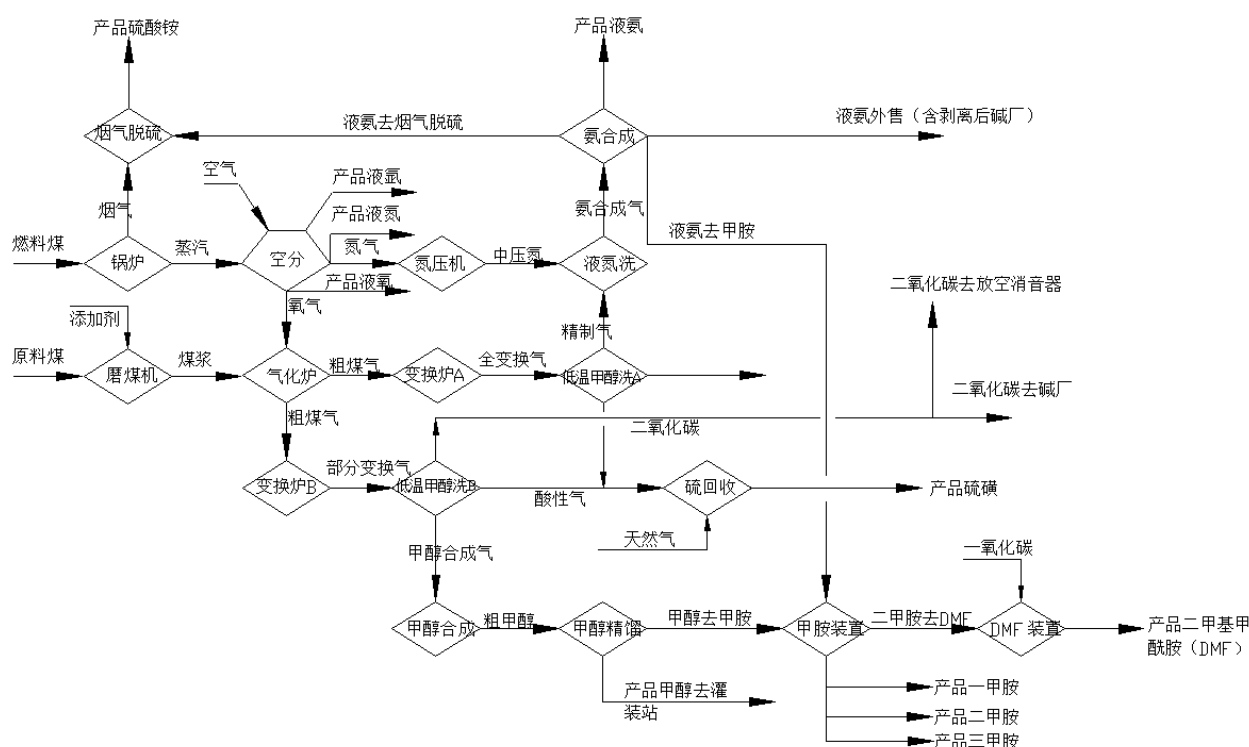 产品硫酸铵
产品液氨
烟气脱硫
液氨去烟气脱硫
氨合成
液氨外售（含剥离后碱厂）
空气
产品液氩
烟气
产品液氮
氨合成气
燃料煤
锅炉
蒸汽
空分
氮气
氮压机
中压氮
液氮洗
液氨去甲胺
产品液氧
二氧化碳去放空消音器
添加剂
氧气
精制气
原料煤
磨煤机
煤浆
气化炉
粗煤气
变换炉A
全变换气
低温甲醇洗A
二氧化碳去碱厂
粗煤气
二氧化碳
部分变换气
变换炉B
低温甲醇洗B
酸性气
硫回收
产品硫磺
天然气
甲醇合成气
一氧化碳
甲醇合成
粗甲醇
甲醇精馏
甲醇去甲胺
甲胺装置
二甲胺去DMF
DMF 装置
产品二甲基甲
酰胺（DMF）
产品甲醇去灌
装站
产品一甲胺
产品二甲胺
产品三甲胺